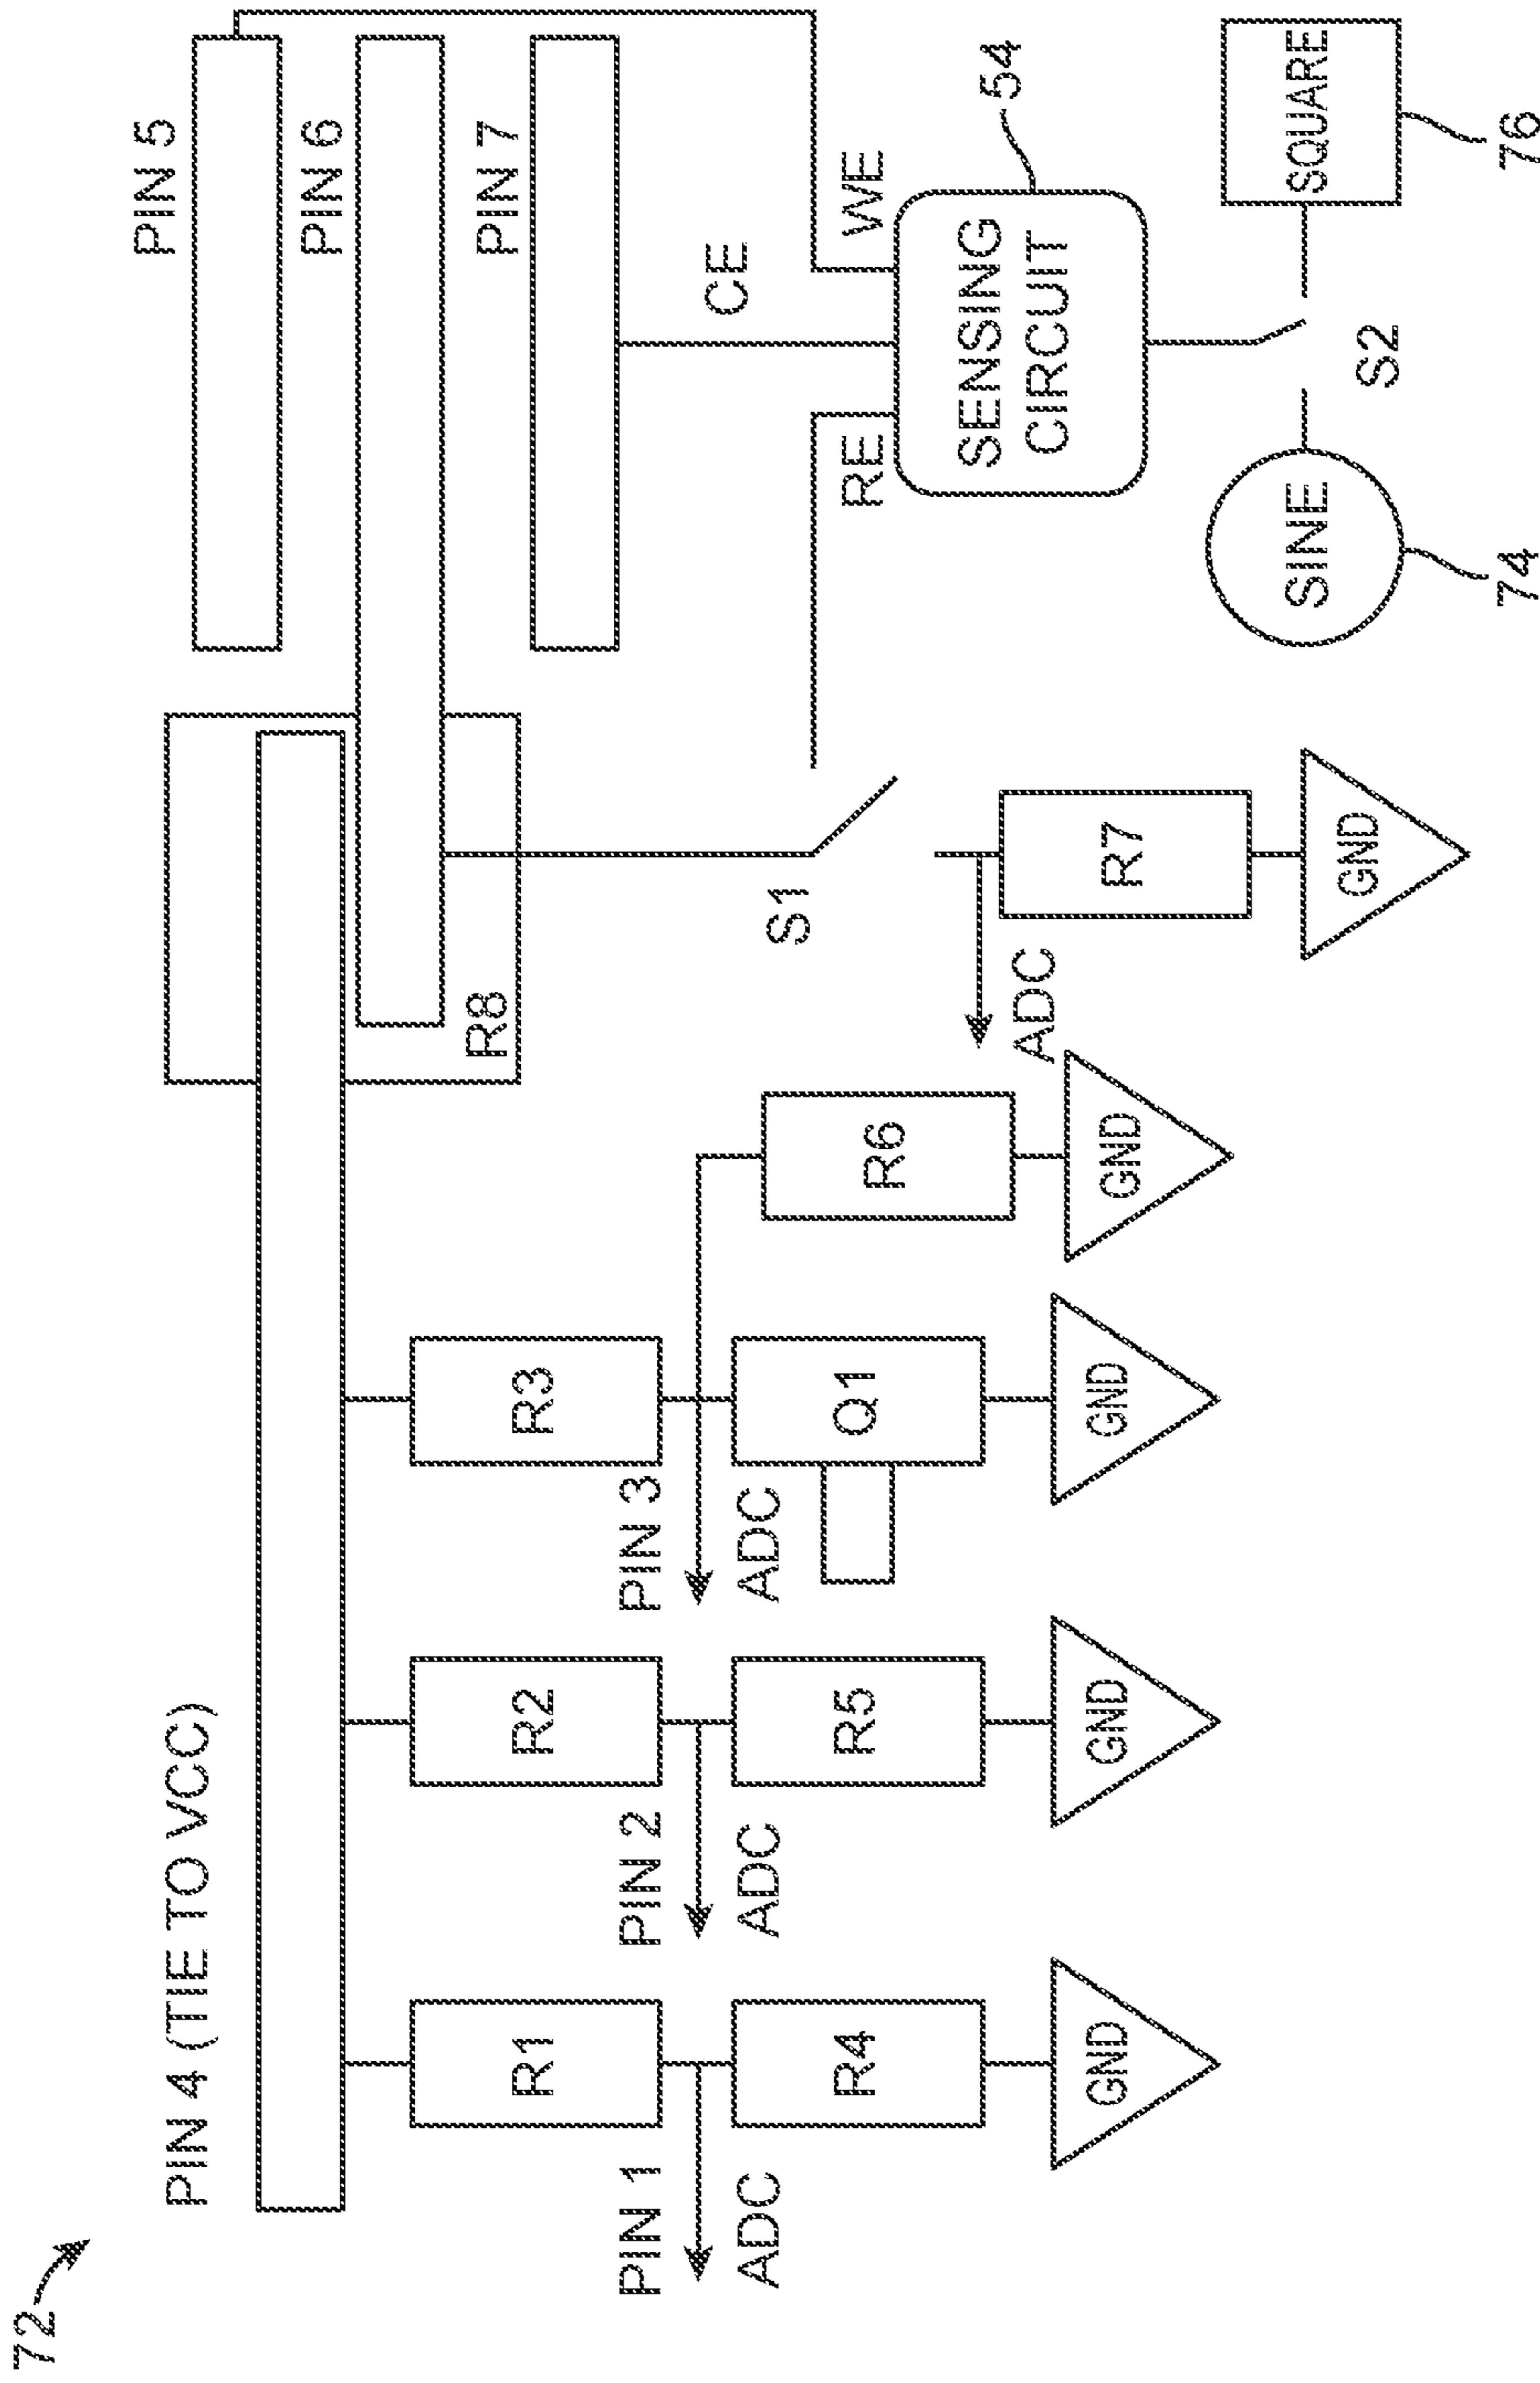 72
PIN 4 (TIE TO VCC)
PIN 5
PIN 6
PIN 7
R8
R1
R2
R3
PIN 1
ADC
PIN 2
ADC
PIN 3
ADC
R4
R5
Q1
R6
GND
GND
GND
GND
S1
ADC
R7
GND
RE
CE
WE
SENSING
CIRCUIT
54
SINE
74
S2
SQUARE
76